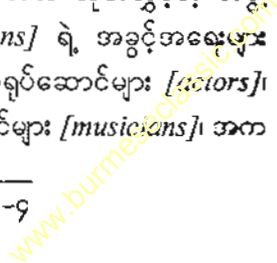 ns] ရဲ့ အခွင့်အရေးများ
ရုပ်ဆောင်များ [actors]၊
င်များ [musicians]၊ အက
-၄
www.burmeseclassic.com